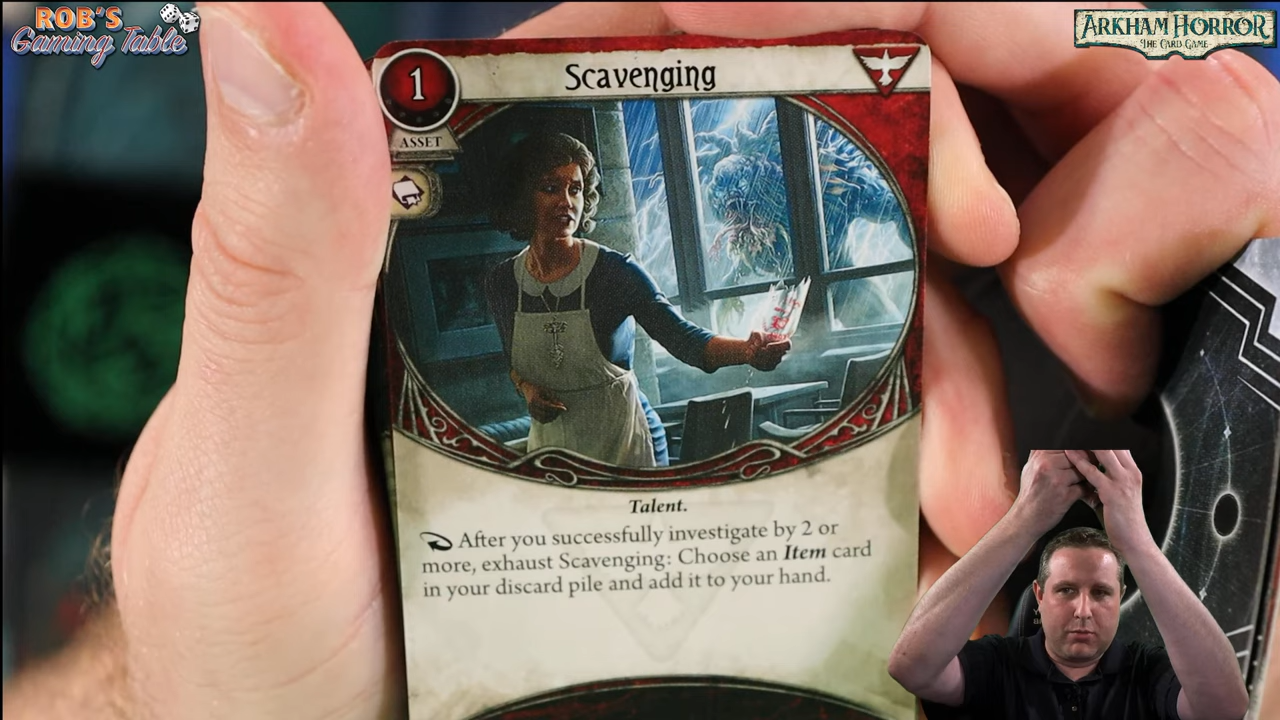 ROB'S
Gaming Table
ARKHAM HORROR
THE CARD GAME
1
Scavenging
ASSET
Talent.
After you successfully investigate by 2 or
more, exhaust Scavenging: Choose an Item card
in your discard pile and add it to your hand.